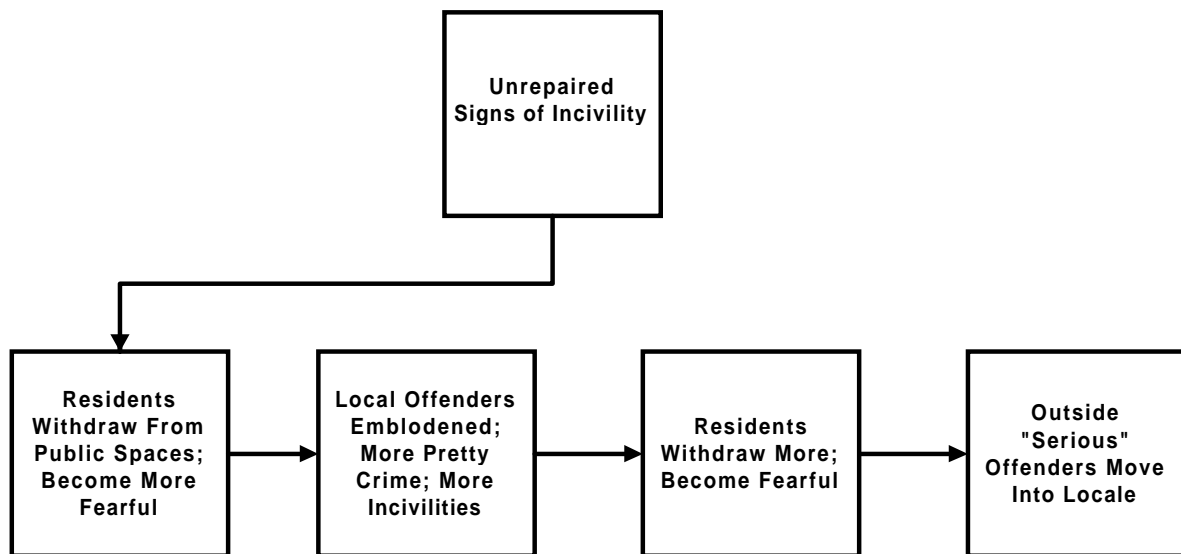 Unrepaired
Signs of Incivility
Residents
Withdraw From
Public Spaces;
Become More
Fearful
Local Offenders
Emblodened;
More Pretty
Crime; More
Incivilities
Residents
Withdraw More;
Become Fearful
Outside
"Serious"
Offenders Move
Into Locale